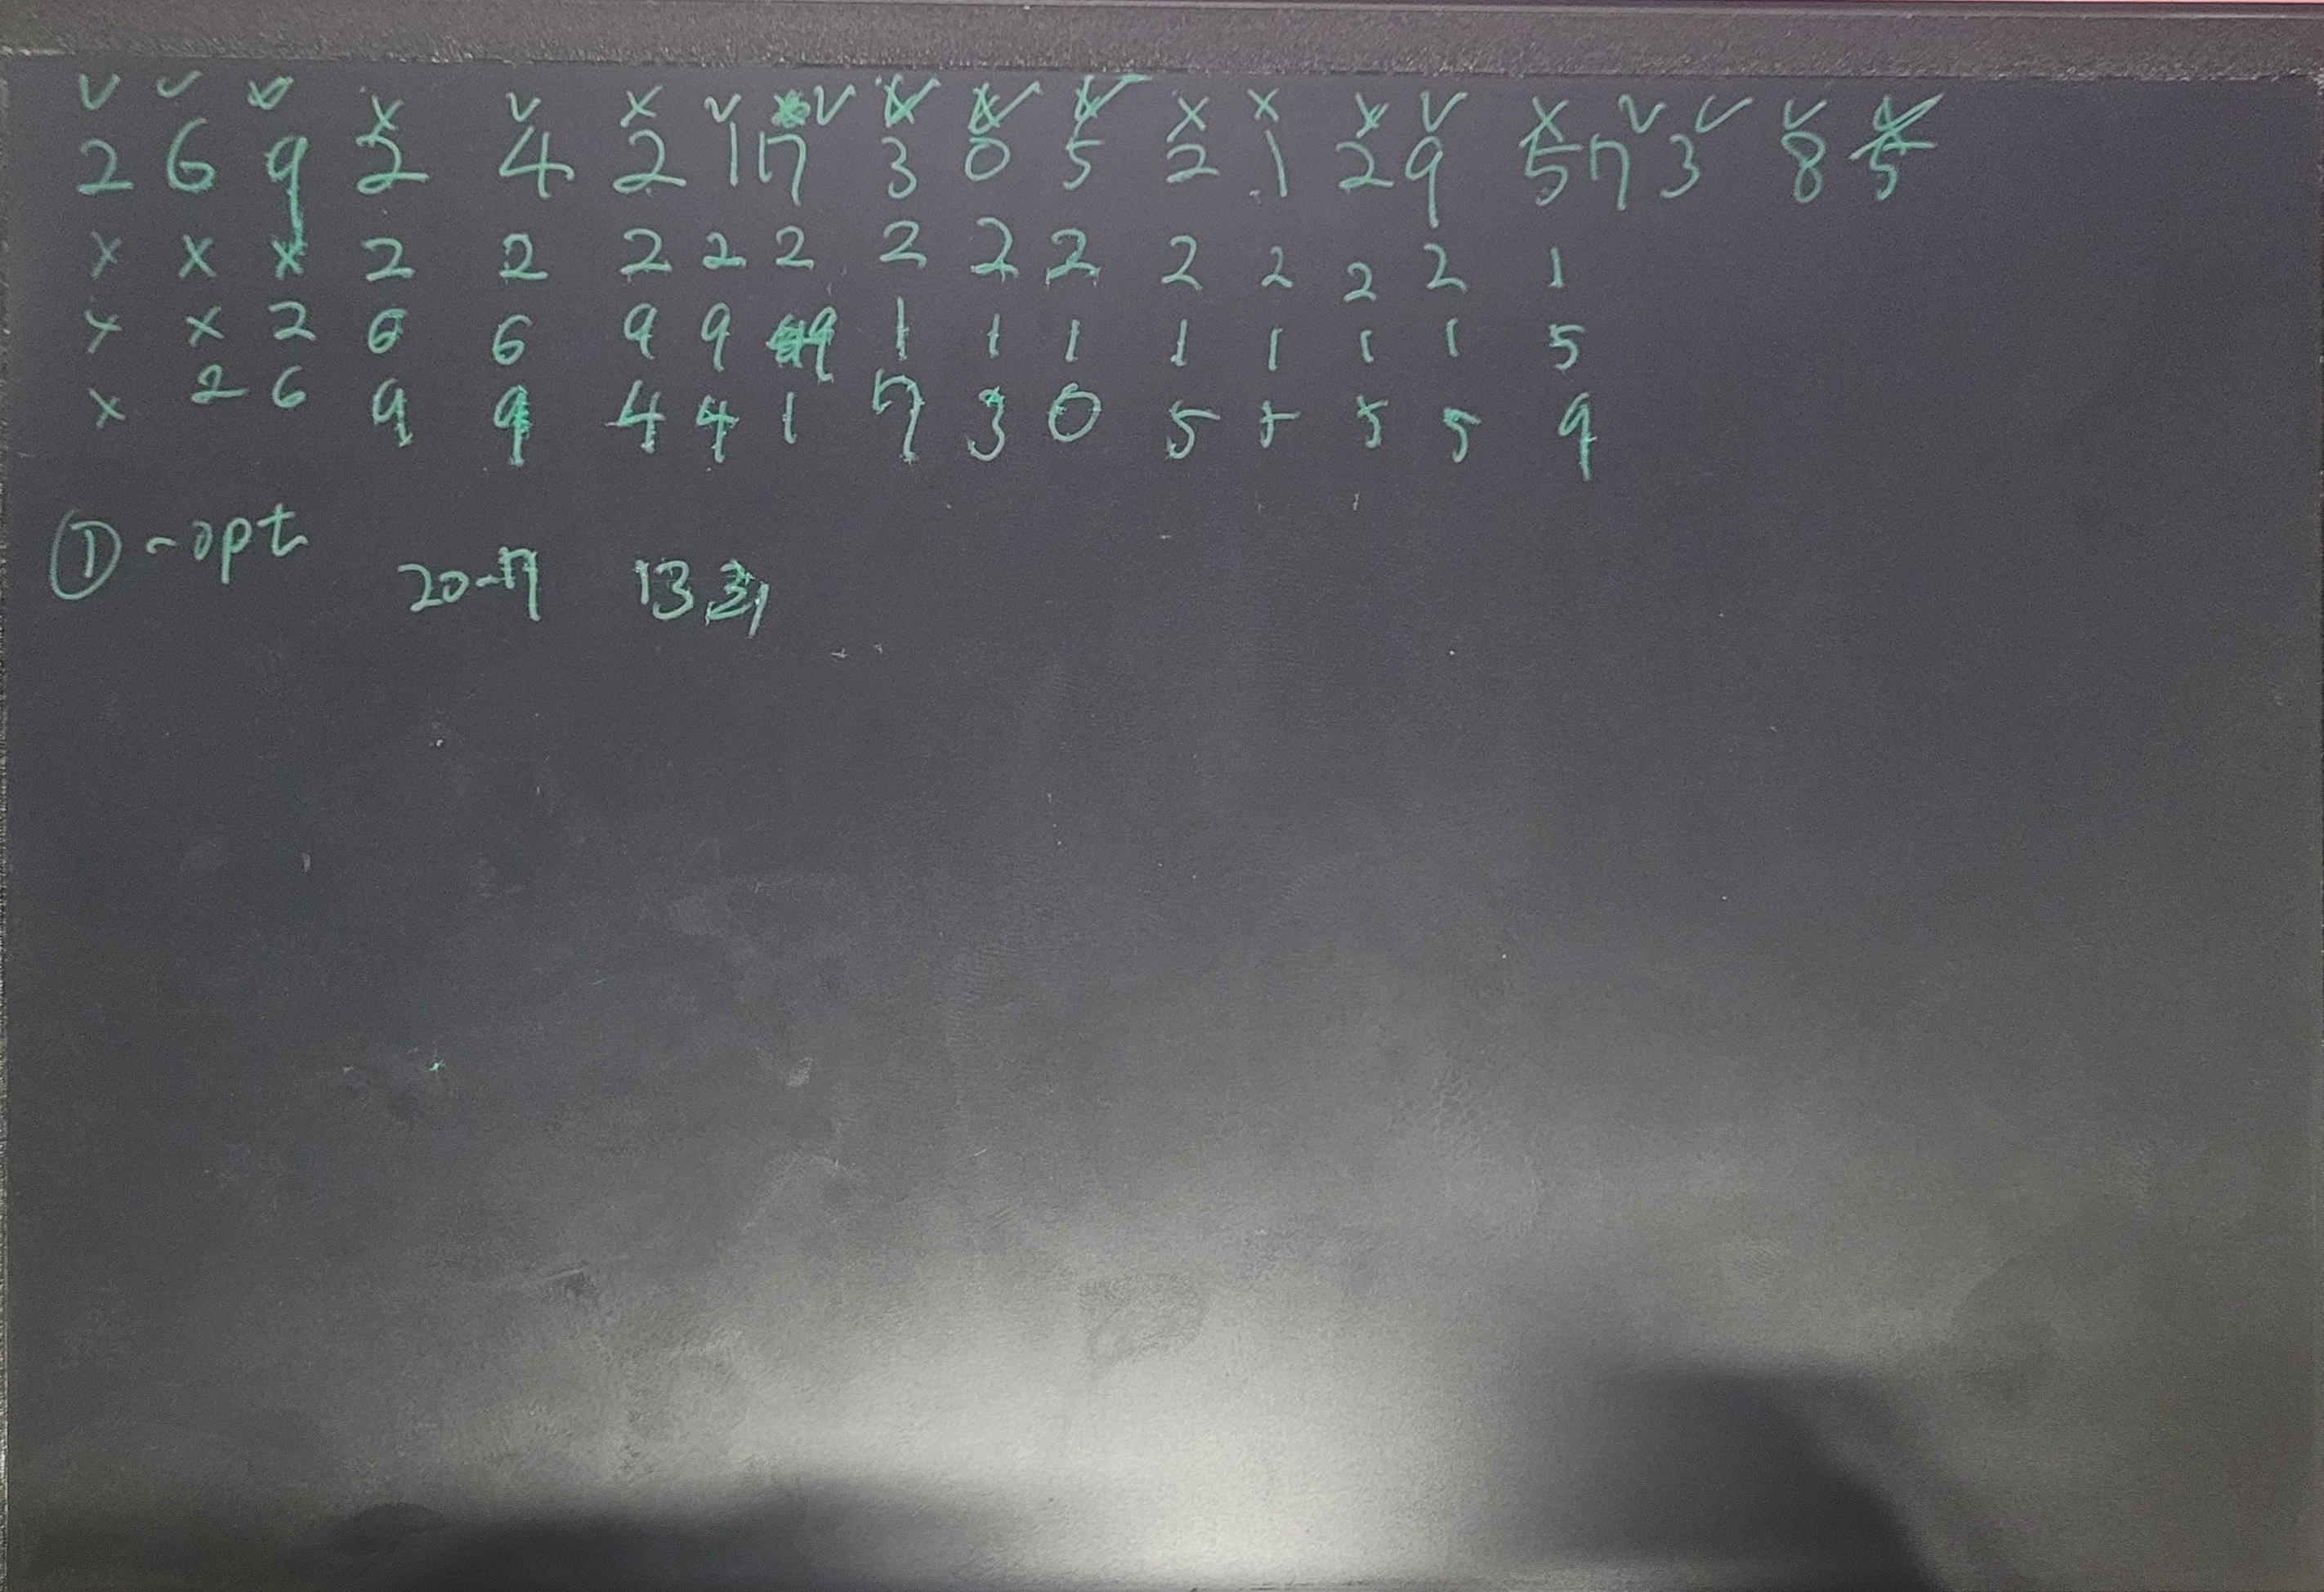 v v v x v x v v v v v x x x v x v v v v
2 6 9 2 4 2 1 7 3 0 5 2 1 2 9 5 7 3 8 5
x x x 2 2 2 2 2 2 2 2 2 2 2 2 1
x x 2 6 6 9 9 9 1 1 1 1 1 1 1 5
x 2 6 9 9 4 4 1 7 3 0 5 5 5 5 9
① - opt
20-7 13